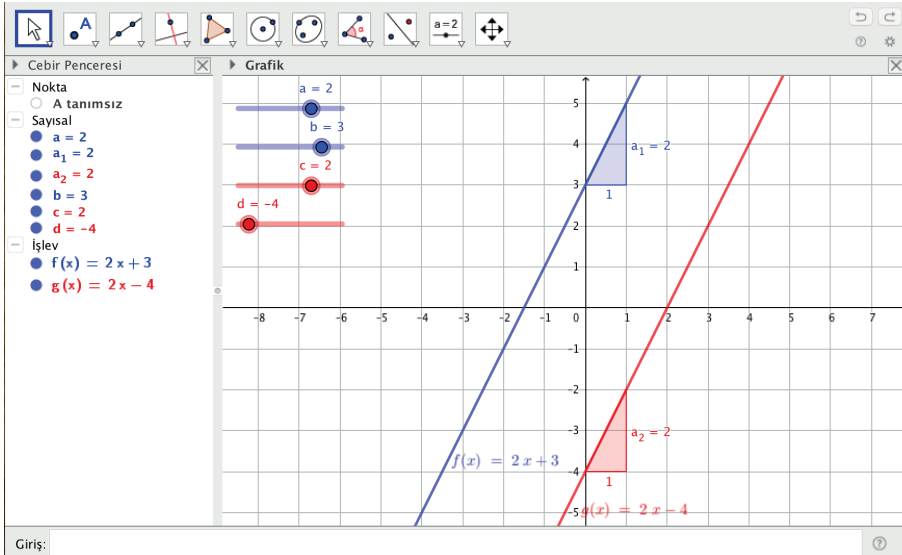 a=2
Cebir Penceresi
Grafik
Nokta
A tanımsız
Sayısal
a = 2
a₁ = 2
a₂ = 2
b = 3
c = 2
d = −4
İşlev
f(x) = 2x+3
g(x) = 2x−4
a = 2
b = 3
c = 2
d = −4
5
4
3
2
1
-8 -7 -6 -5 -4 -3 -2 -1 0 1 2 3 4 5 6 7
-1
-2
-3
-4
-5
a₁ = 2
1
a₂ = 2
1
f(x) = 2x+3
g(x) = 2x−4
Giriş: